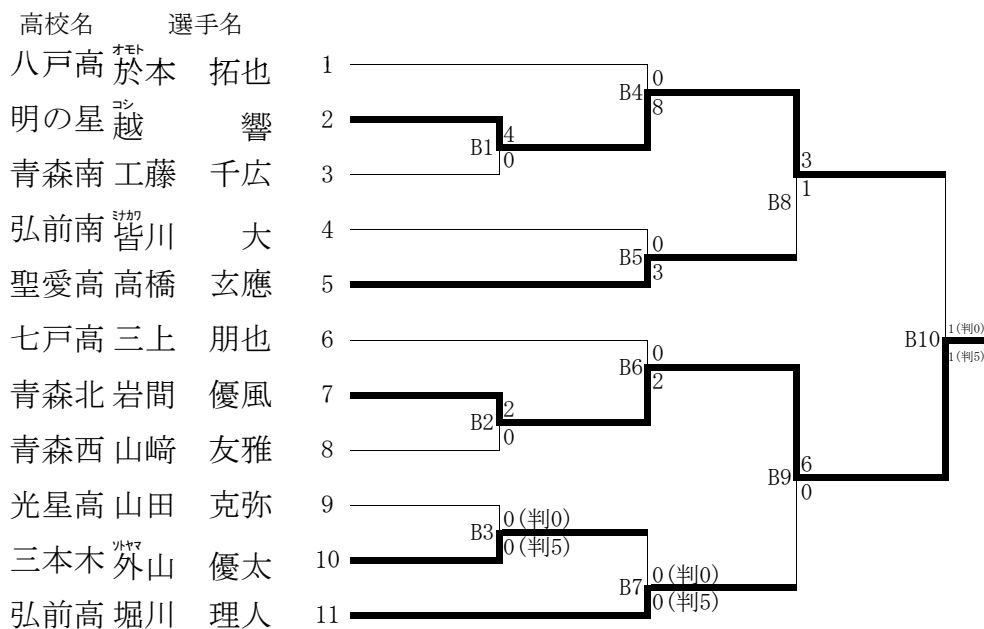 高校名 選手名
オモト
八戸高 於本 拓也 1
0
B4
8
コシ
明の星 越 響 2
4
B1
0
青森南 工藤 千広 3
3
1
B8
ミナカワ
弘前南 皆川 大 4
0
B5
3
聖愛高 高橋 玄應 5
七戸高 三上 朋也 6
1(判0)
B10
1(判5)
0
B6
2
青森北 岩間 優風 7
2
B2
0
青森西 山﨑 友雅 8
6
B9
0
光星高 山田 克弥 9
0(判0)
B3
0(判5)
ソトヤマ
三本木 外山 優太 10
0(判0)
B7
0(判5)
弘前高 堀川 理人 11